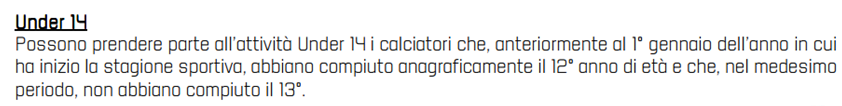 Under 14
Possono prendere parte all'attività Under 14 i calciatori che, anteriormente al 1° gennaio dell'anno in cui
ha inizio la stagione sportiva, abbiano compiuto anagraficamente il 12° anno di età e che, nel medesimo
periodo, non abbiano compiuto il 13°.